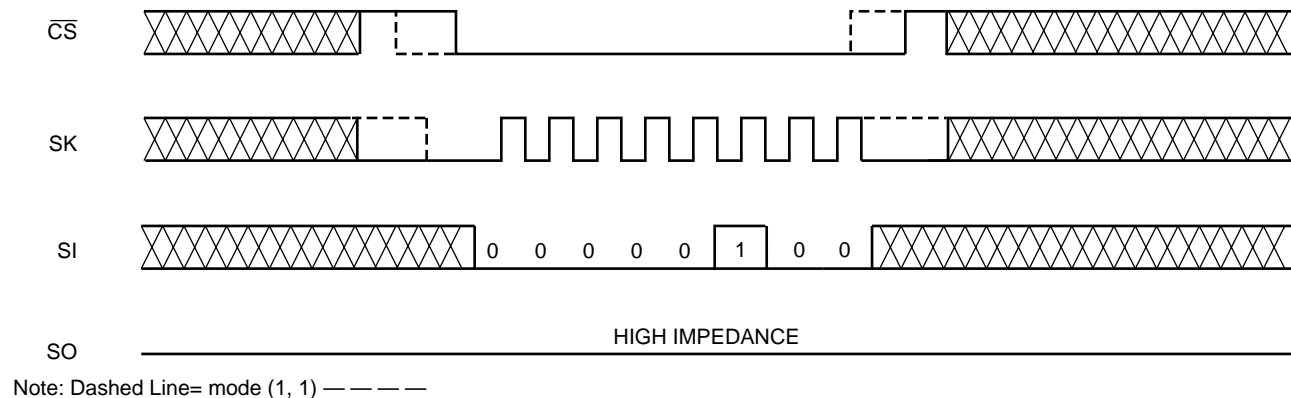 CS
SK
SI
0 0 0 0 0 1 0 0
HIGH IMPEDANCE
SO
Note: Dashed Line= mode (1, 1) — — — —